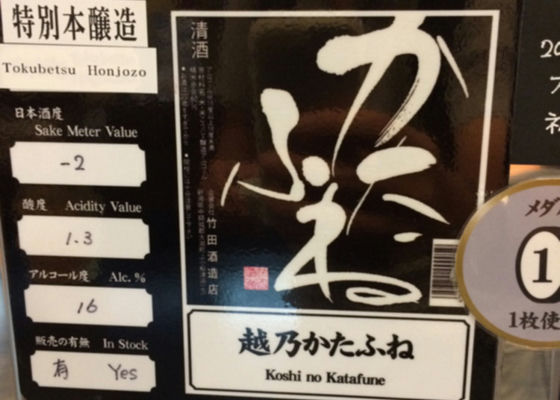 特別本醸造
Tokubetsu Honjozo
日本酒度
Sake Meter Value
-2
酸度 Acidity Value
1.3
アルコール度 Alc. %
16
販売の有無 In Stock
有 Yes
清酒
かたふね
竹田酒造店
越乃かたふね
Koshi no Katafune
メダ
1
1枚使